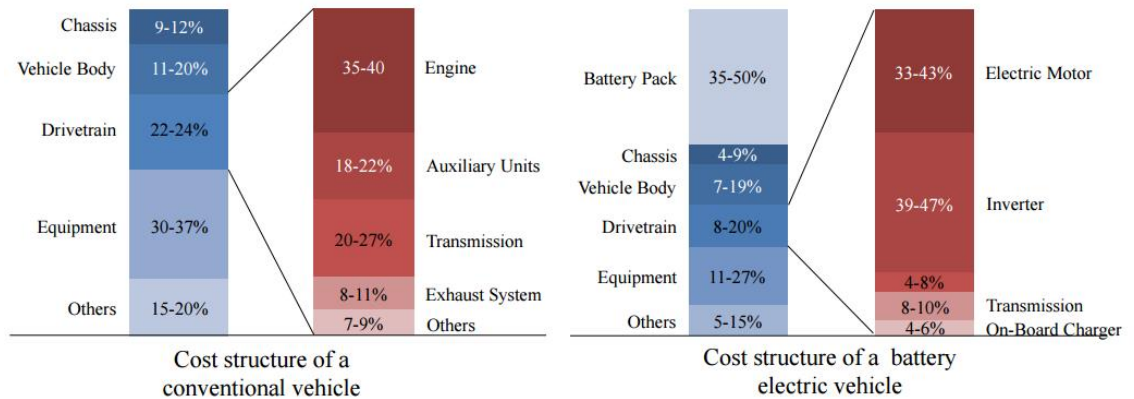 Chassis 9-12%
Vehicle Body 11-20%
Drivetrain 22-24%
Equipment 30-37%
Others 15-20%
35-40 Engine
18-22% Auxiliary Units
20-27% Transmission
8-11% Exhaust System
7-9% Others
Cost structure of a
conventional vehicle
Battery Pack 35-50%
Chassis 4-9%
Vehicle Body 7-19%
Drivetrain 8-20%
Equipment 11-27%
Others 5-15%
33-43% Electric Motor
39-47% Inverter
4-8%
8-10% Transmission
4-6% On-Board Charger
Cost structure of a battery
electric vehicle